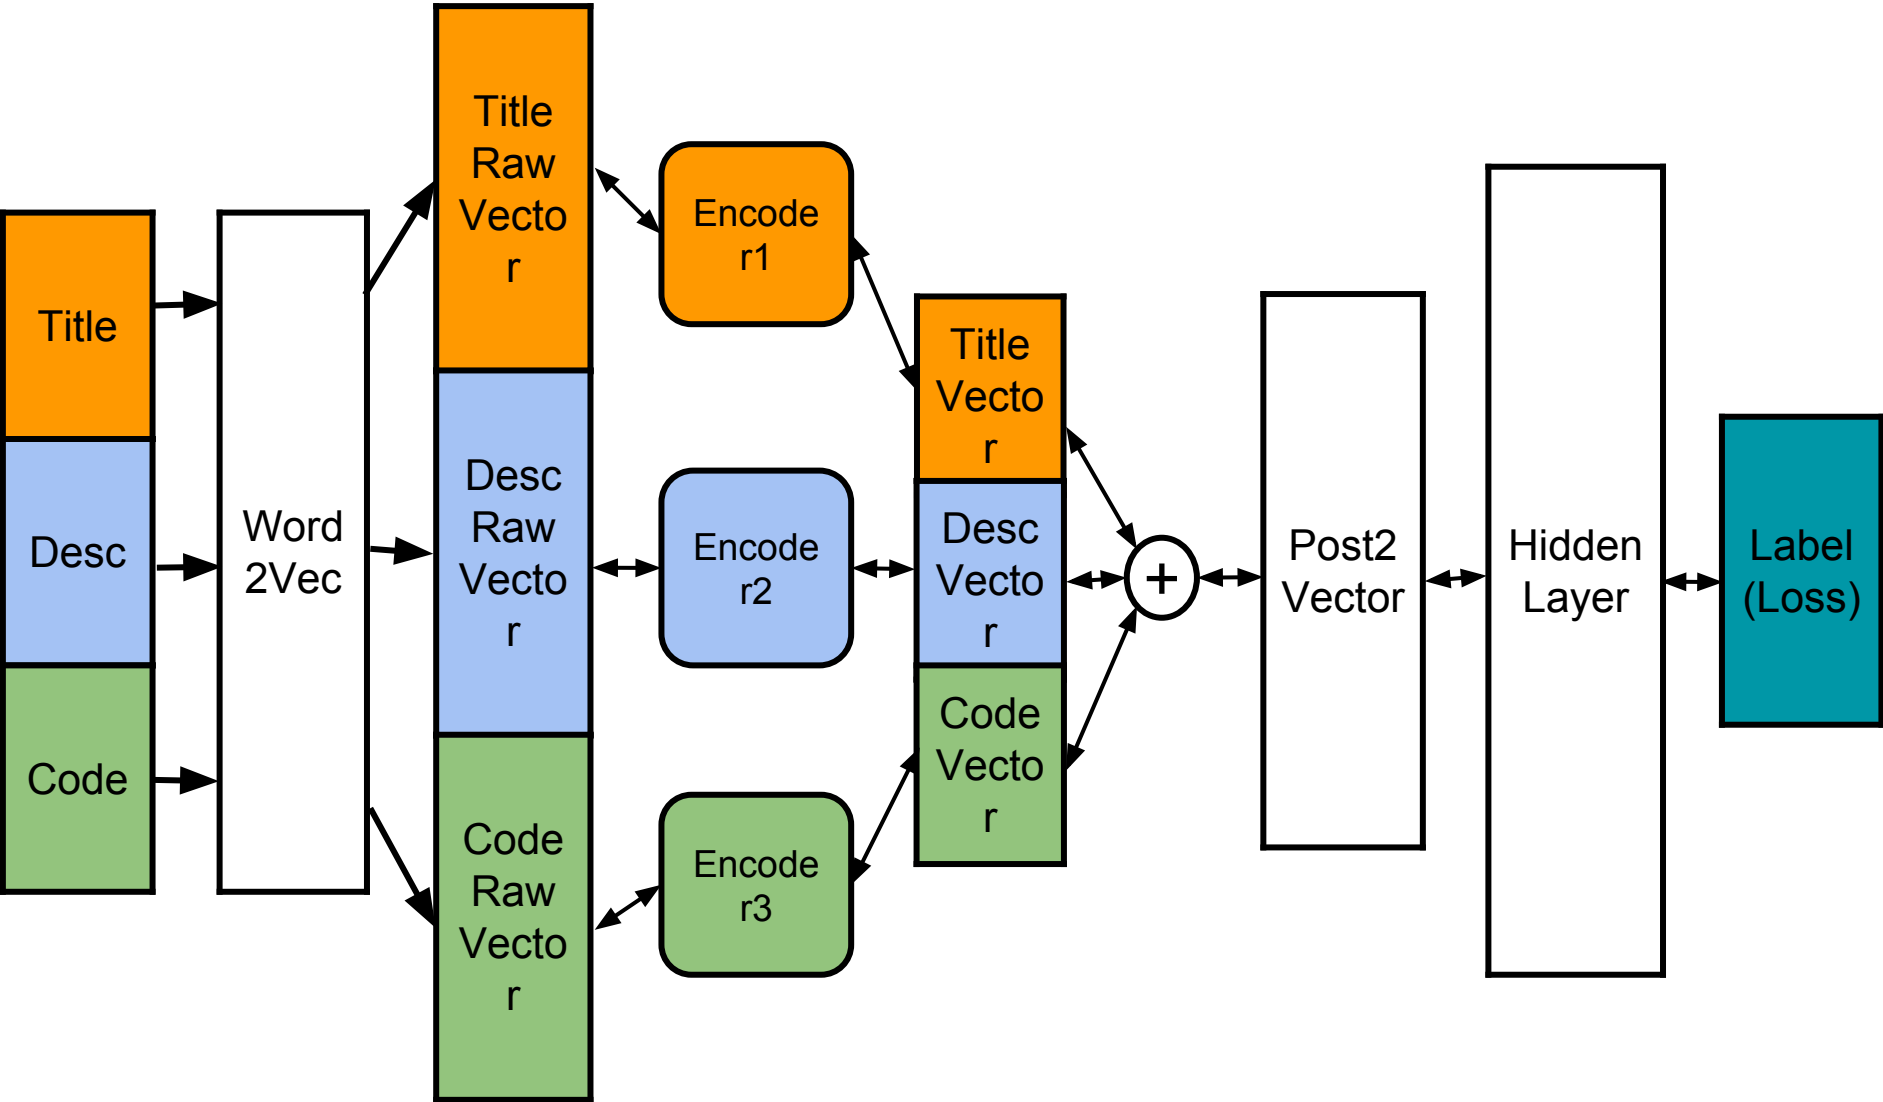 Title
Desc
Code
Word
2Vec
Title
Raw
Vecto
r
Desc
Raw
Vecto
r
Code
Raw
Vecto
r
Encode
r1
Encode
r2
Encode
r3
Title
Vecto
r
Desc
Vecto
r
Code
Vecto
r
+
Post2
Vector
Hidden
Layer
Label
(Loss)